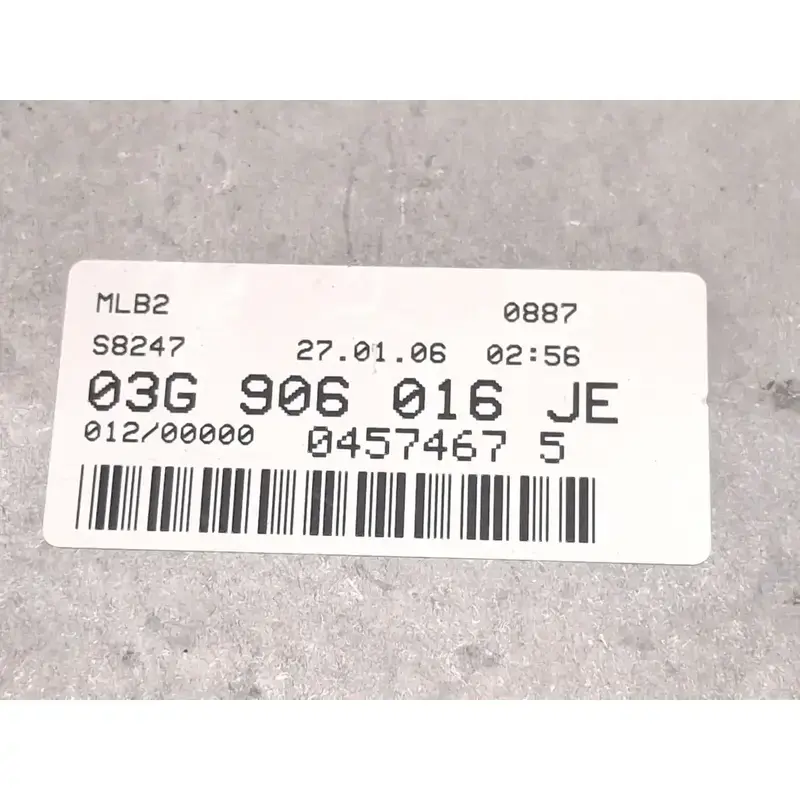 MLB2 0887
S8247 27.01.06 02:56
03G 906 016 JE
012/00000 0457467 5